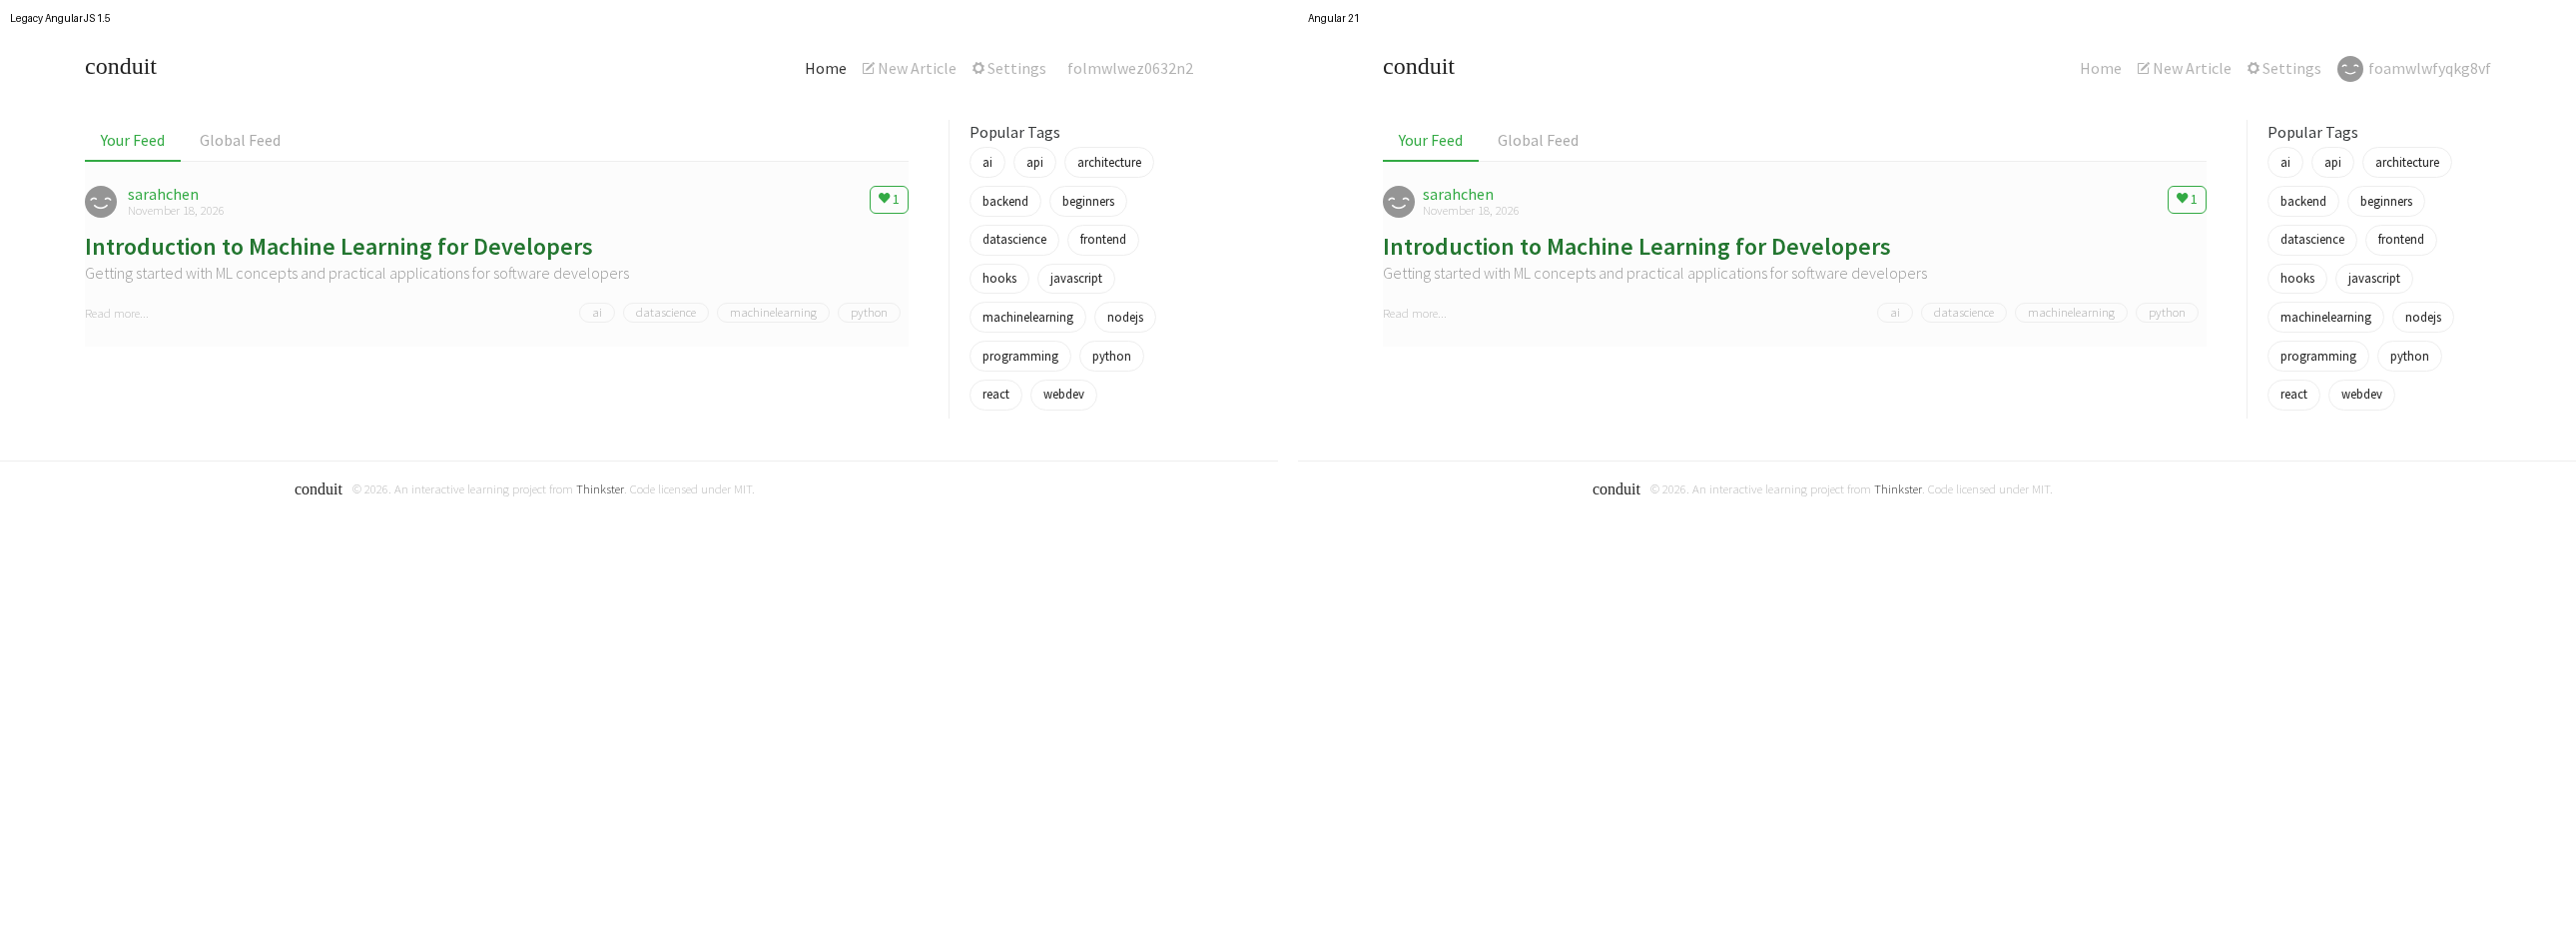 Legacy AngularJS 1.5
conduit
Home New Article Settings folmwlwez0632n2
Your Feed Global Feed
sarahchen
November 18, 2026
1
Introduction to Machine Learning for Developers
Getting started with ML concepts and practical applications for software developers
Read more...
ai datascience machinelearning python
Popular Tags
ai api architecture
backend beginners
datascience frontend
hooks javascript
machinelearning nodejs
programming python
react webdev
conduit © 2026. An interactive learning project from Thinkster. Code licensed under MIT.
Angular 21
conduit
Home New Article Settings foamwlwfyqkg8vf
Your Feed Global Feed
sarahchen
November 18, 2026
1
Introduction to Machine Learning for Developers
Getting started with ML concepts and practical applications for software developers
Read more...
ai datascience machinelearning python
Popular Tags
ai api architecture
backend beginners
datascience frontend
hooks javascript
machinelearning nodejs
programming python
react webdev
conduit © 2026. An interactive learning project from Thinkster. Code licensed under MIT.